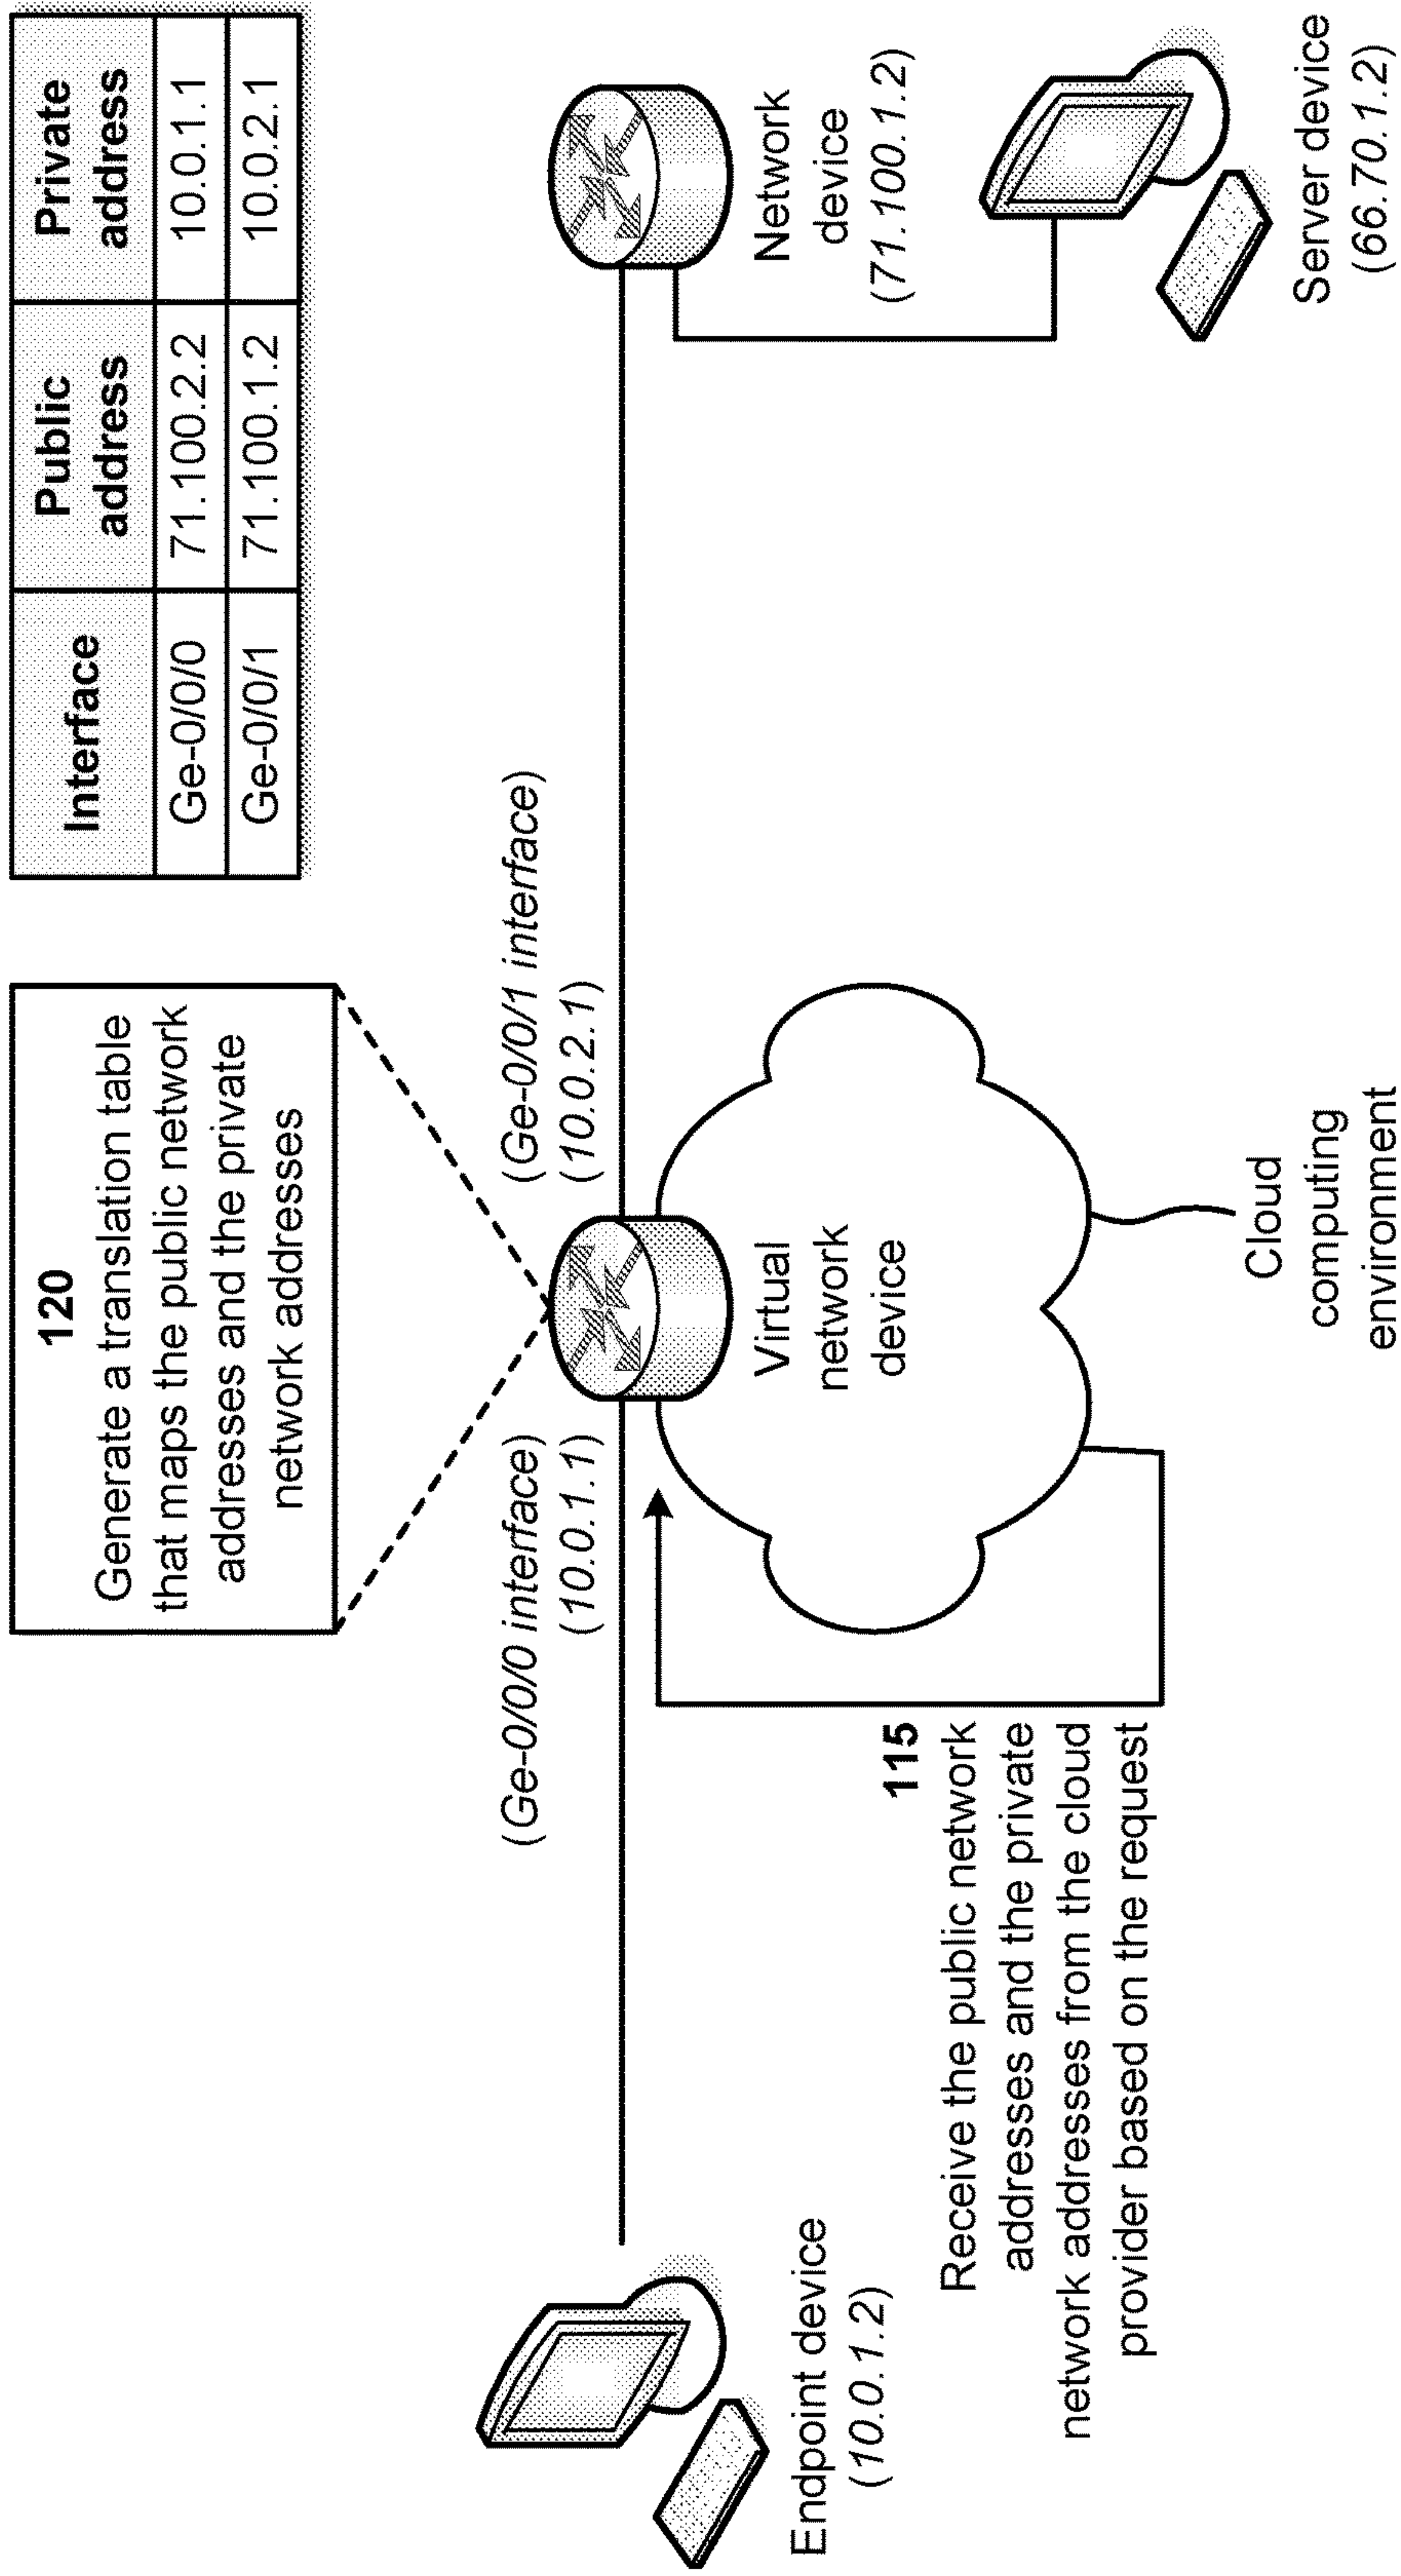 120
Generate a translation table
that maps the public network
addresses and the private
network addresses
Interface
Public
address
Private
address
Ge-0/0/0
71.100.2.2
10.0.1.1
Ge-0/0/1
71.100.1.2
10.0.2.1
(Ge-0/0/0 interface)
(10.0.1.1)
(Ge-0/0/1 interface)
(10.0.2.1)
Endpoint device
(10.0.1.2)
Virtual
network
device
Network
device
(71.100.1.2)
115
Receive the public network
addresses and the private
network addresses from the cloud
provider based on the request
Cloud
computing
environment
Server device
(66.70.1.2)